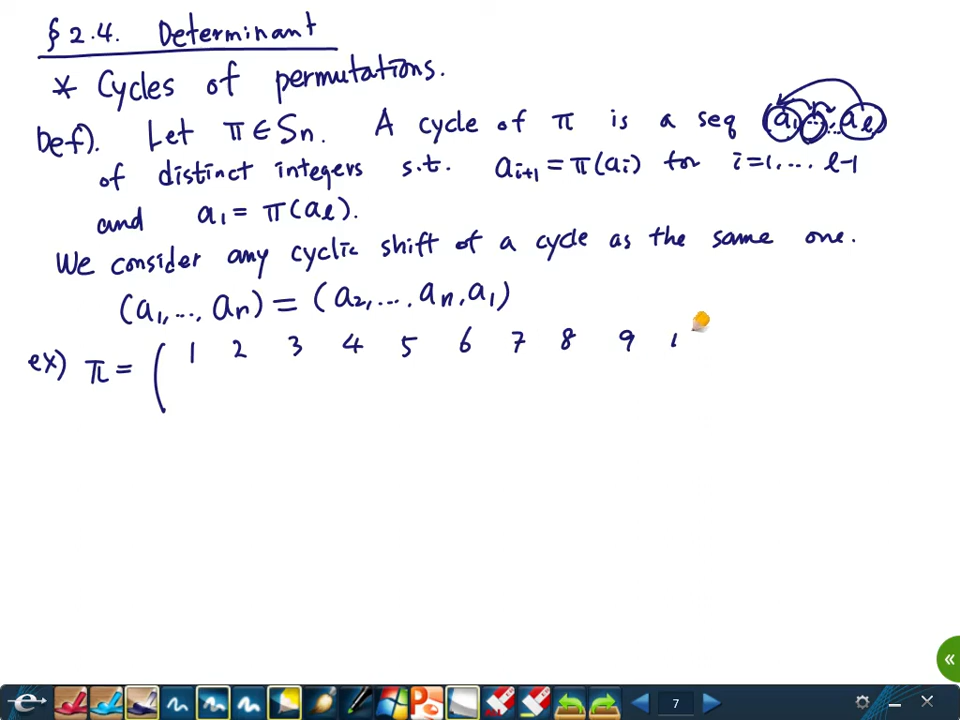 § 2.4. Determinant
* Cycles of permutations.
Def). Let π ∈ Sn. A cycle of π is a seq (a1, ..., aℓ)
of distinct integers s.t. ai+1 = π(ai) for i=1, ... ℓ-1
and a1 = π(aℓ).
We consider any cyclic shift of a cycle as the same one.
(a1, ..., an) = (a2, ... an, a1)
ex) π = ( 1 2 3 4 5 6 7 8 9 1
7